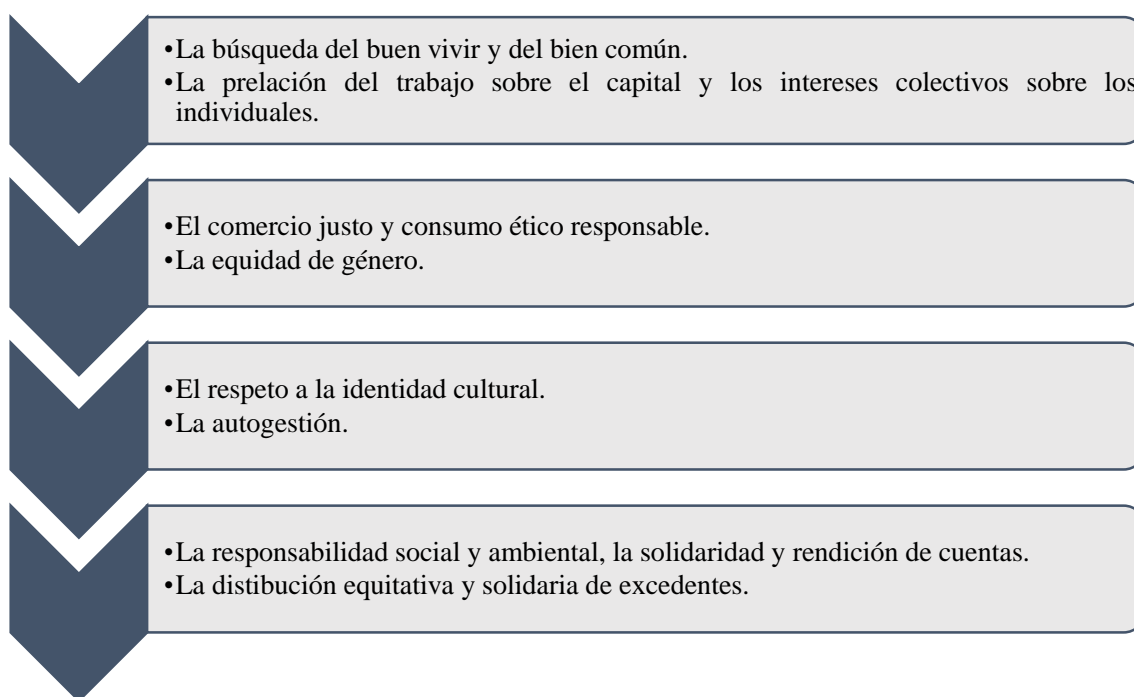 •La búsqueda del buen vivir y del bien común.
•La prelación del trabajo sobre el capital y los intereses colectivos sobre los
individuales.
•El comercio justo y consumo ético responsable.
•La equidad de género.
•El respeto a la identidad cultural.
•La autogestión.
•La responsabilidad social y ambiental, la solidaridad y rendición de cuentas.
•La distibución equitativa y solidaria de excedentes.